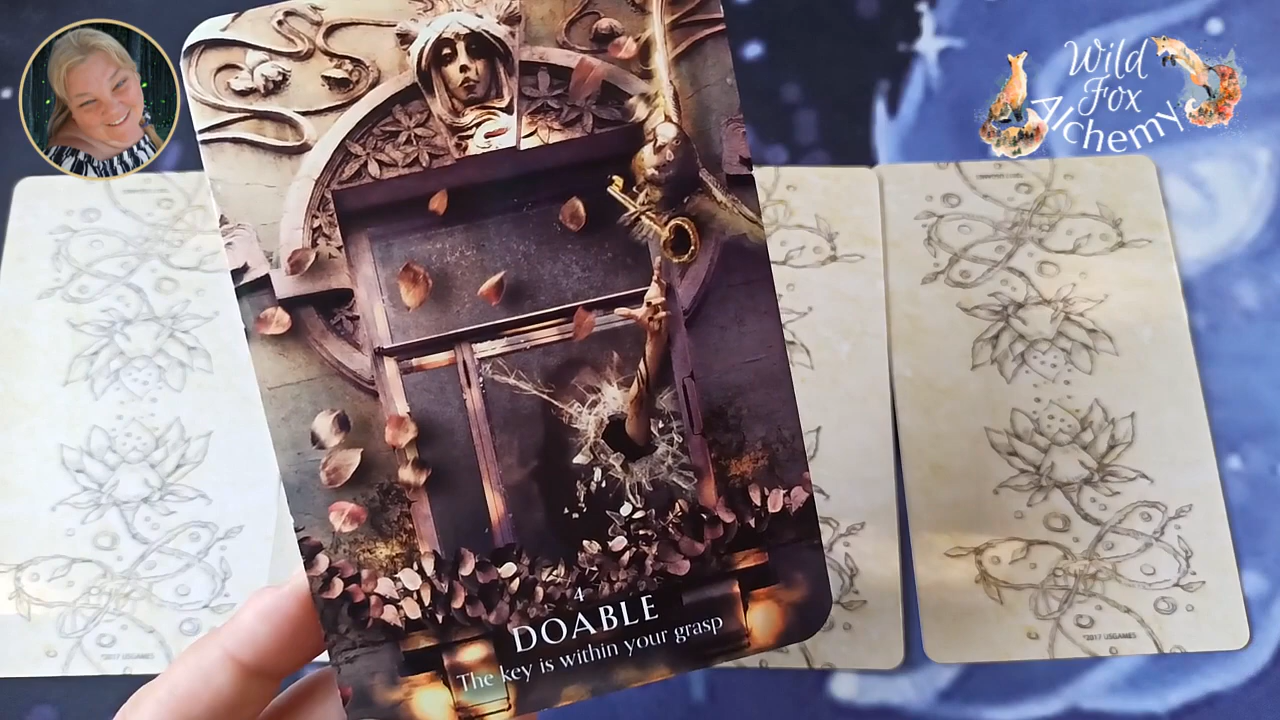 Wild
Fox
Alchemy
4
DOABLE
The key is within your grasp
©2017 USGAMES
©2017 USGAMES